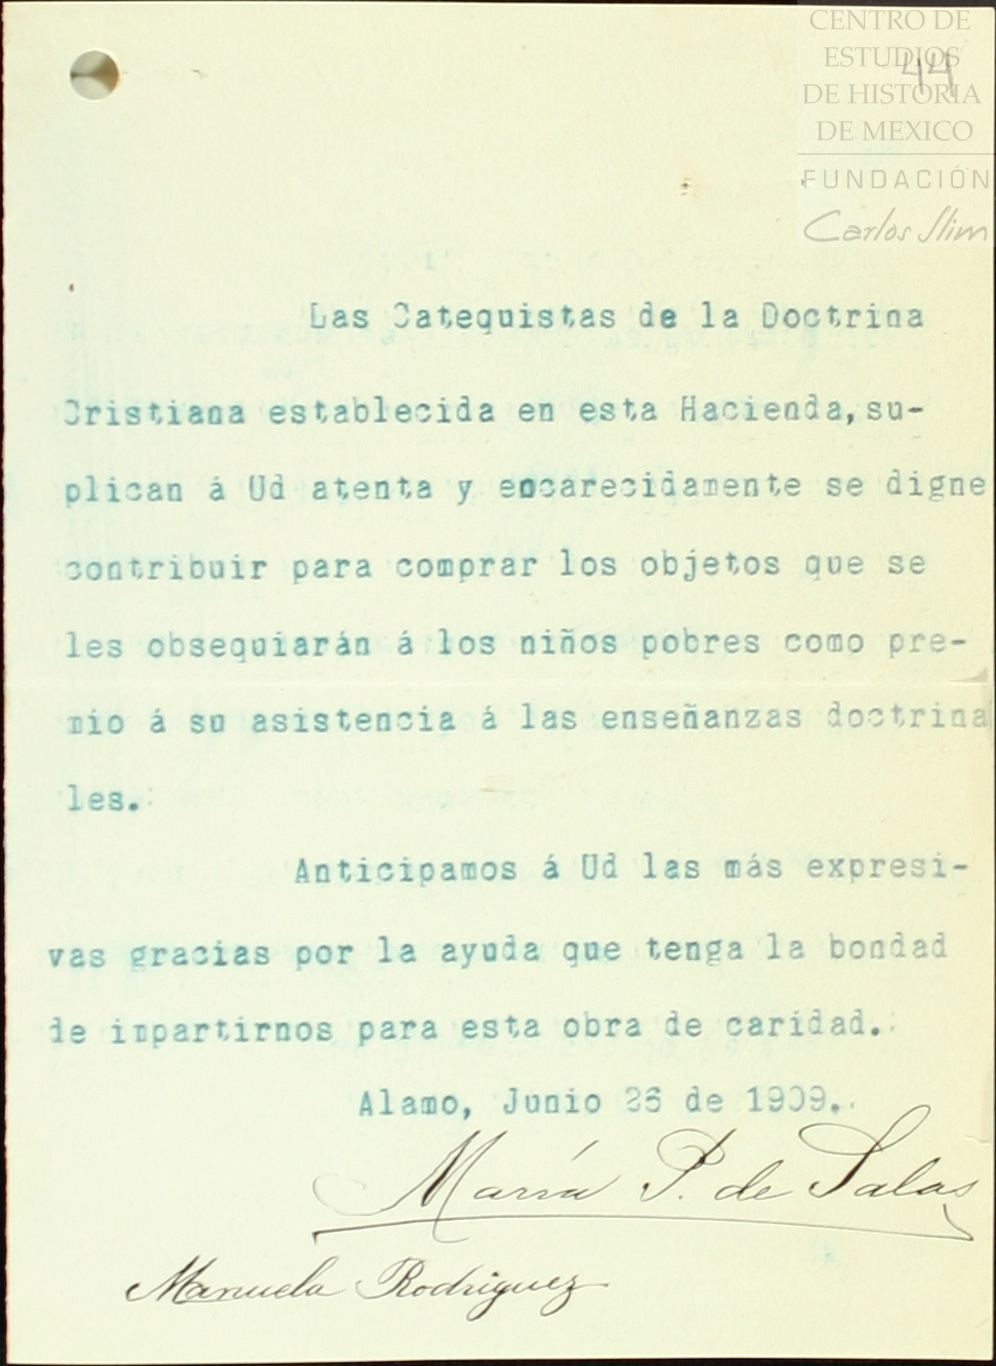 CENTRO DE
ESTUDIOS
DE HISTORIA
DE MEXICO
FUNDACIÓN
Carlos Slim
44
Las Catequistas de la Doctrina
Cristiana establecida en esta Hacienda, su-
plican á Ud atenta y encarecidamente se digne
contribuir para comprar los objetos que se
les obsequiarán á los niños pobres como pre-
mio á su asistencia á las enseñanzas doctrina
les.
Anticipamos á Ud las más expresi-
vas gracias por la ayuda que tenga la bondad
de impartirnos para esta obra de caridad.
Alamo, Junio 26 de 1909.
María P. de Salas
Manuela Rodriguez